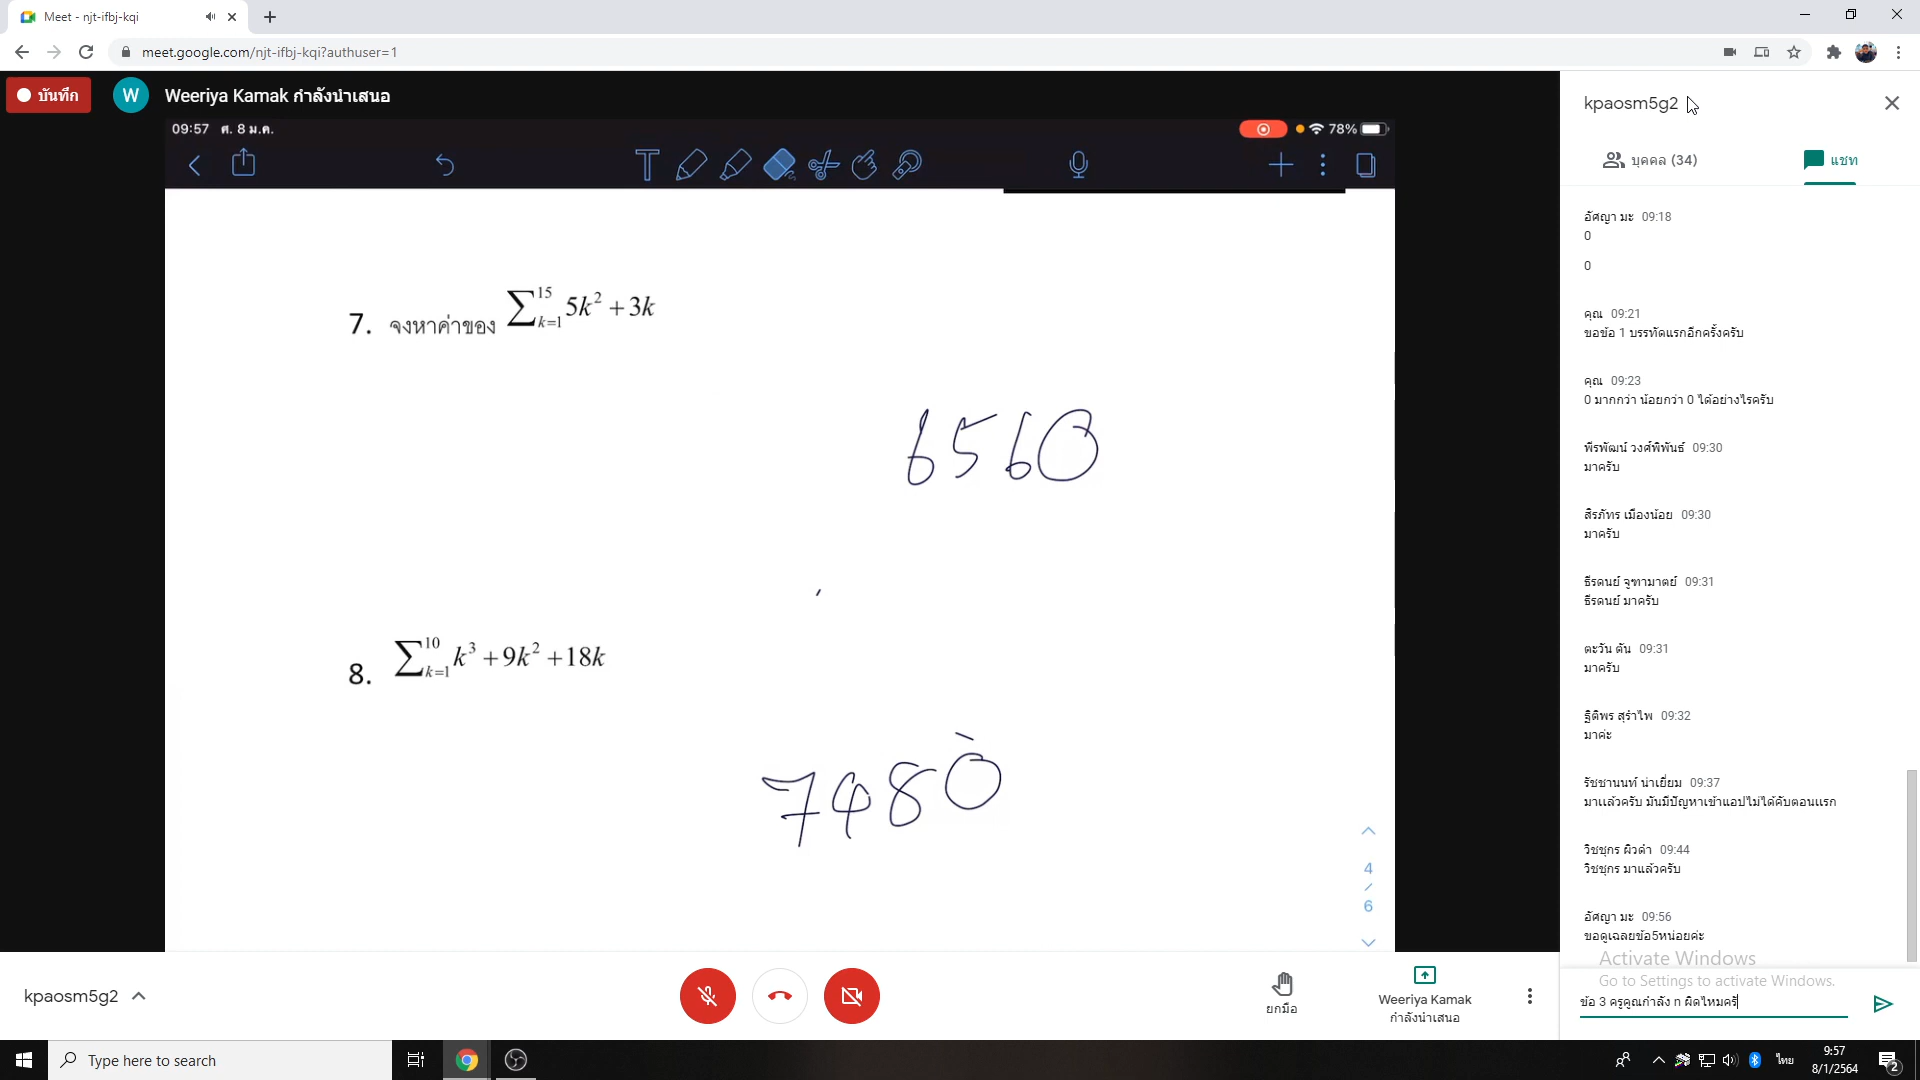 Meet - njt-ifbj-kqi
meet.google.com/njt-ifbj-kqi?authuser=1
บันทึก
W
Weeriya Kamak กำลังนำเสนอ
09:57 ศ. 8 ม.ค.
78%
7. จงหาค่าของ ∑_{k=1}^{15} 5k² + 3k
6560
8. ∑_{k=1}^{10} k³ + 9k² + 18k
7480
4
6
kpaosm5g2
บุคคล (34)
แชท
อัศญา มะ 09:18
0
0
คุณ 09:21
ขอข้อ 1 บรรทัดแรกอีกครั้งครับ
คุณ 09:23
0 มากกว่า น้อยกว่า 0 ได้อย่างไรครับ
พีรพัฒน์ วงศ์พิพันธ์ 09:30
มาครับ
สิรภัทร เมืองน้อย 09:30
มาครับ
ธีรดนย์ จูฑามาตย์ 09:31
ธีรดนย์ มาครับ
ตะวัน ตัน 09:31
มาครับ
ฐิติพร สุรำไพ 09:32
มาค่ะ
รัชชานนท์ น่าเยี่ยม 09:37
มาแล้วครับ มันมีปัญหาเข้าแอปไม่ได้คับตอนแรก
วิชชุกร ผิวดำ 09:44
วิชชุกร มาแล้วครับ
อัศญา มะ 09:56
ขอดูเฉลยข้อ5หน่อยค่ะ
Activate Windows
Go to Settings to activate Windows.
ข้อ 3 ครูคูณกำลัง n ผิดไหมครั
kpaosm5g2
ยกมือ
Weeriya Kamak
กำลังนำเสนอ
Type here to search
ไทย
9:57
8/1/2564
2